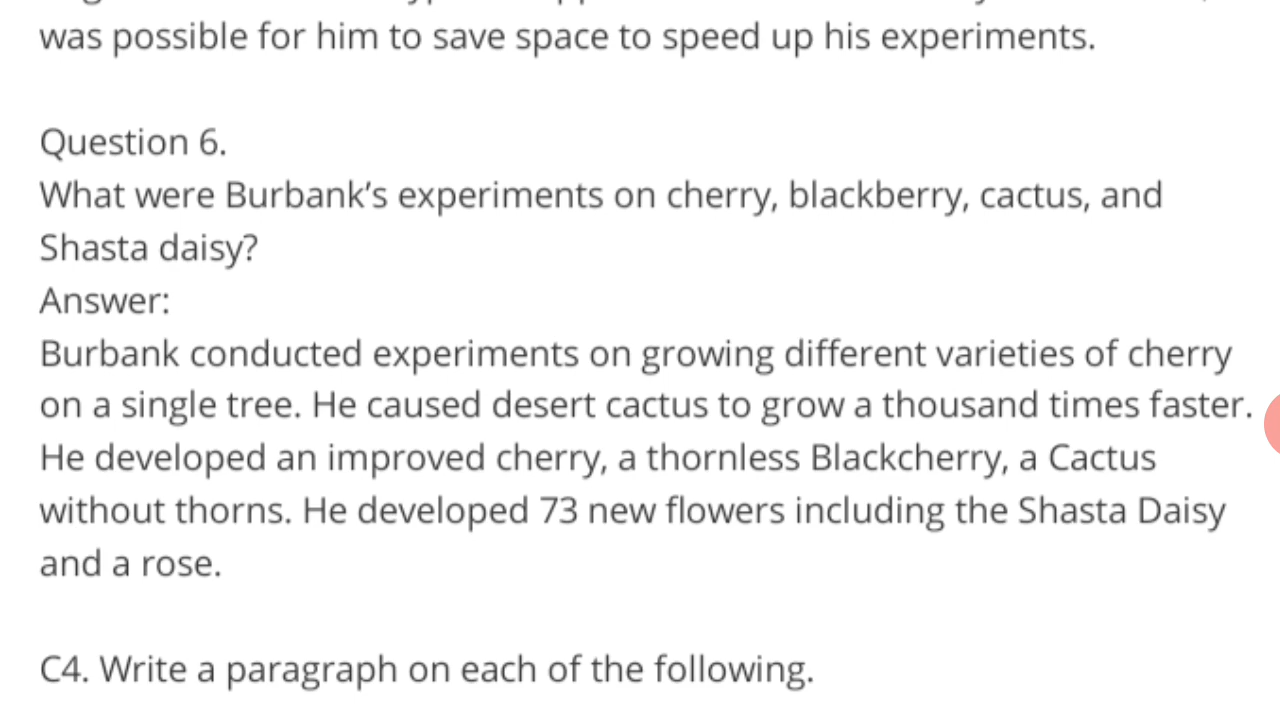 was possible for him to save space to speed up his experiments.
Question 6.
What were Burbank’s experiments on cherry, blackberry, cactus, and
Shasta daisy?
Answer:
Burbank conducted experiments on growing different varieties of cherry
on a single tree. He caused desert cactus to grow a thousand times faster.
He developed an improved cherry, a thornless Blackcherry, a Cactus
without thorns. He developed 73 new flowers including the Shasta Daisy
and a rose.
C4. Write a paragraph on each of the following.